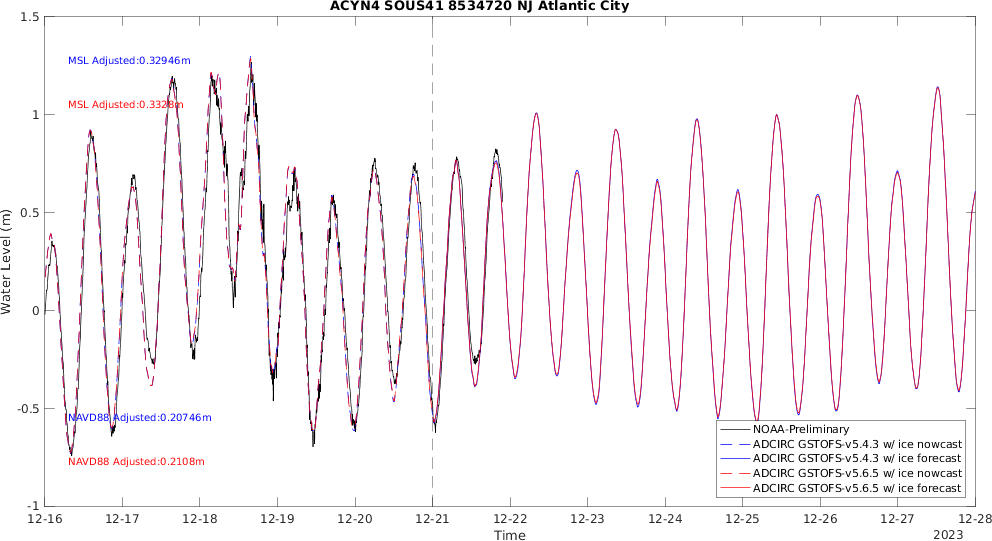 ACYN4 SOUS41 8534720 NJ Atlantic City
1.5
1
0.5
0
-0.5
-1
Water Level (m)
MSL Adjusted:0.32946m
MSL Adjusted:0.3328m
NAVD88 Adjusted:0.20746m
NAVD88 Adjusted:0.2108m
NOAA-Preliminary
ADCIRC GSTOFS-v5.4.3 w/ ice nowcast
ADCIRC GSTOFS-v5.4.3 w/ ice forecast
ADCIRC GSTOFS-v5.6.5 w/ ice nowcast
ADCIRC GSTOFS-v5.6.5 w/ ice forecast
12-16 12-17 12-18 12-19 12-20 12-21 12-22 12-23 12-24 12-25 12-26 12-27 12-28
Time
2023